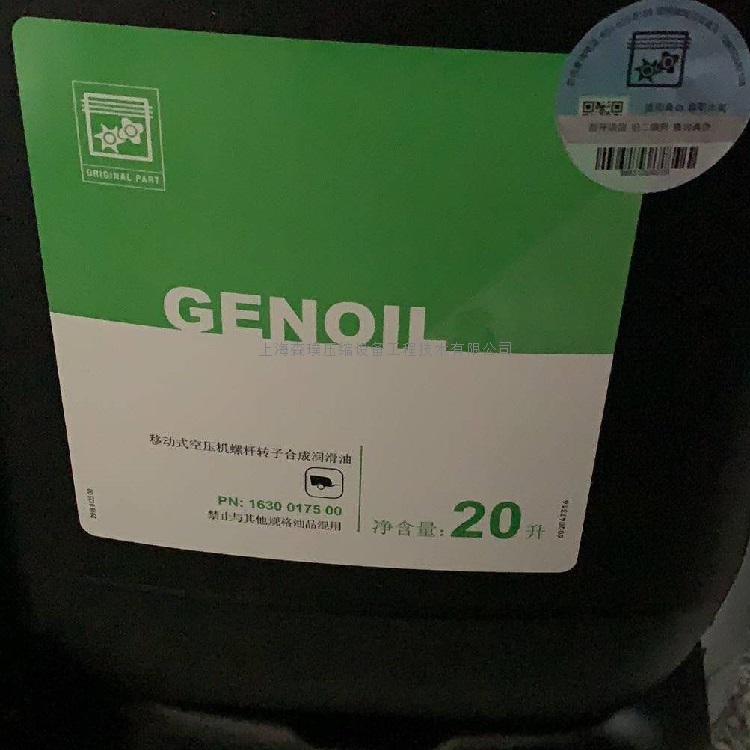 ORIGINAL PART
GENOIL
上海森璞压缩设备工程技术有限公司
移动式空压机螺杆转子合成润滑油
PN: 1630 0175 00
禁止与其他规格油品混用
净含量: 20 升